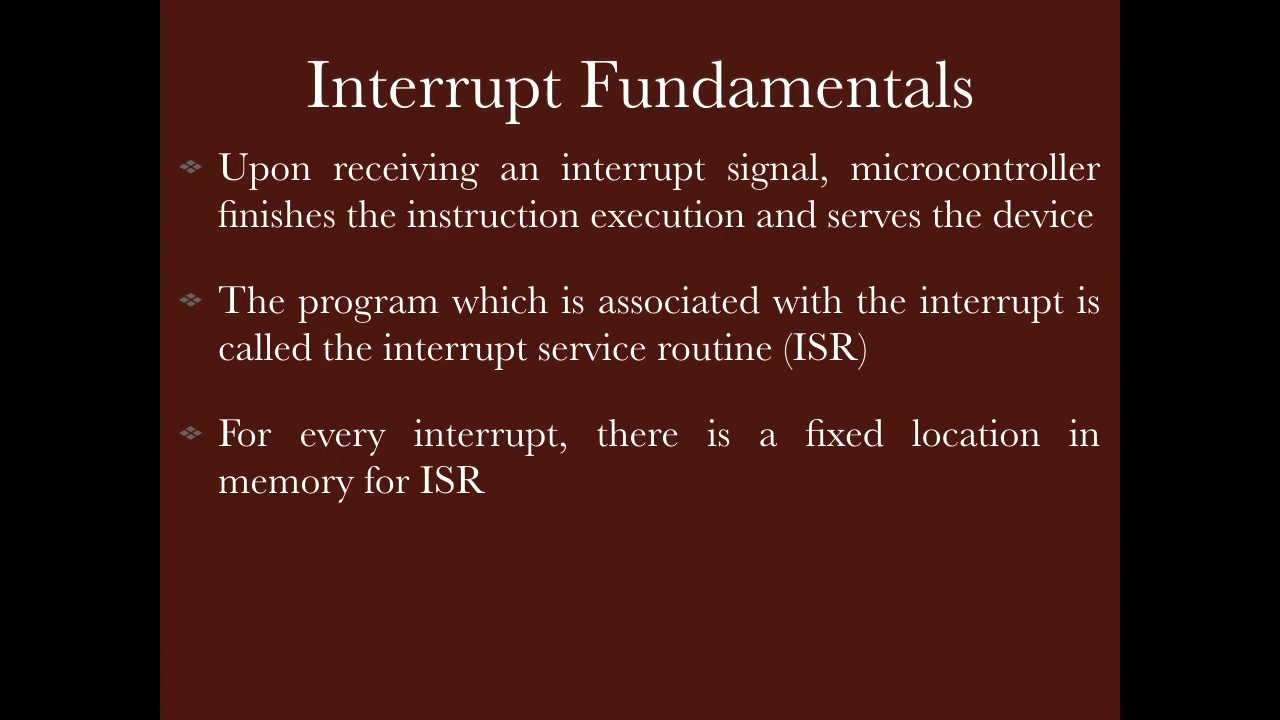 Interrupt Fundamentals
Upon receiving an interrupt signal, microcontroller
finishes the instruction execution and serves the device
The program which is associated with the interrupt is
called the interrupt service routine (ISR)
For every interrupt, there is a fixed location in
memory for ISR